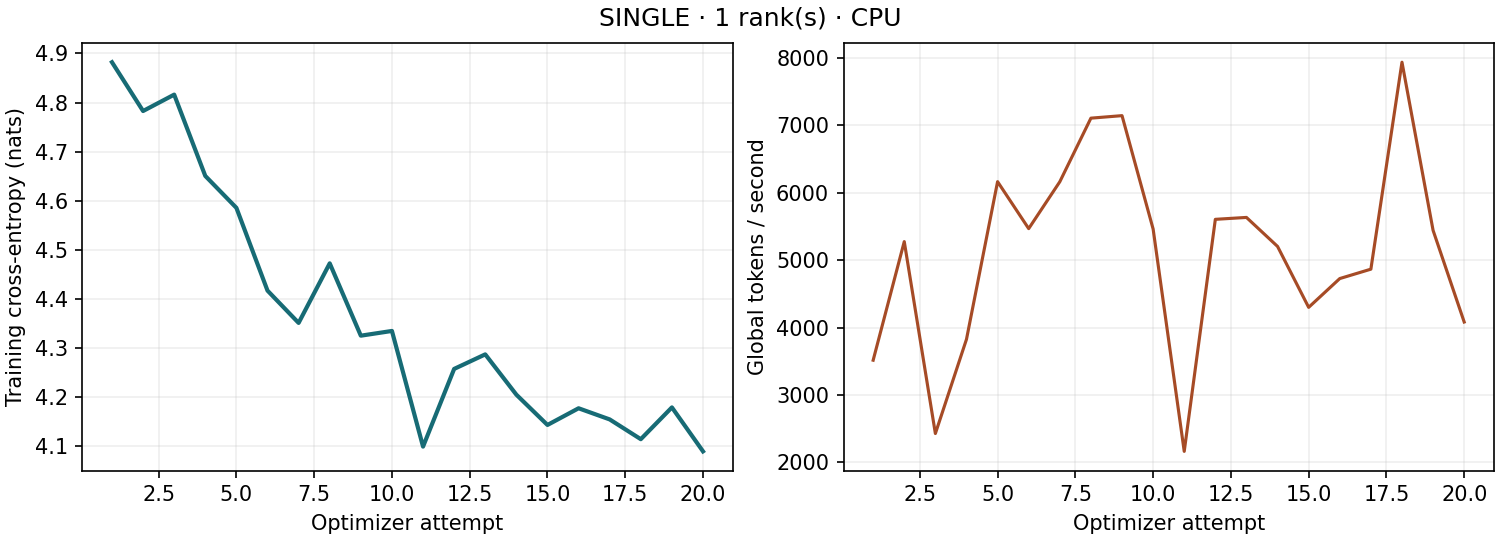 SINGLE · 1 rank(s) · CPU
Training cross-entropy (nats)
4.9
4.8
4.7
4.6
4.5
4.4
4.3
4.2
4.1
2.5 5.0 7.5 10.0 12.5 15.0 17.5 20.0
Optimizer attempt
Global tokens / second
8000
7000
6000
5000
4000
3000
2000
2.5 5.0 7.5 10.0 12.5 15.0 17.5 20.0
Optimizer attempt